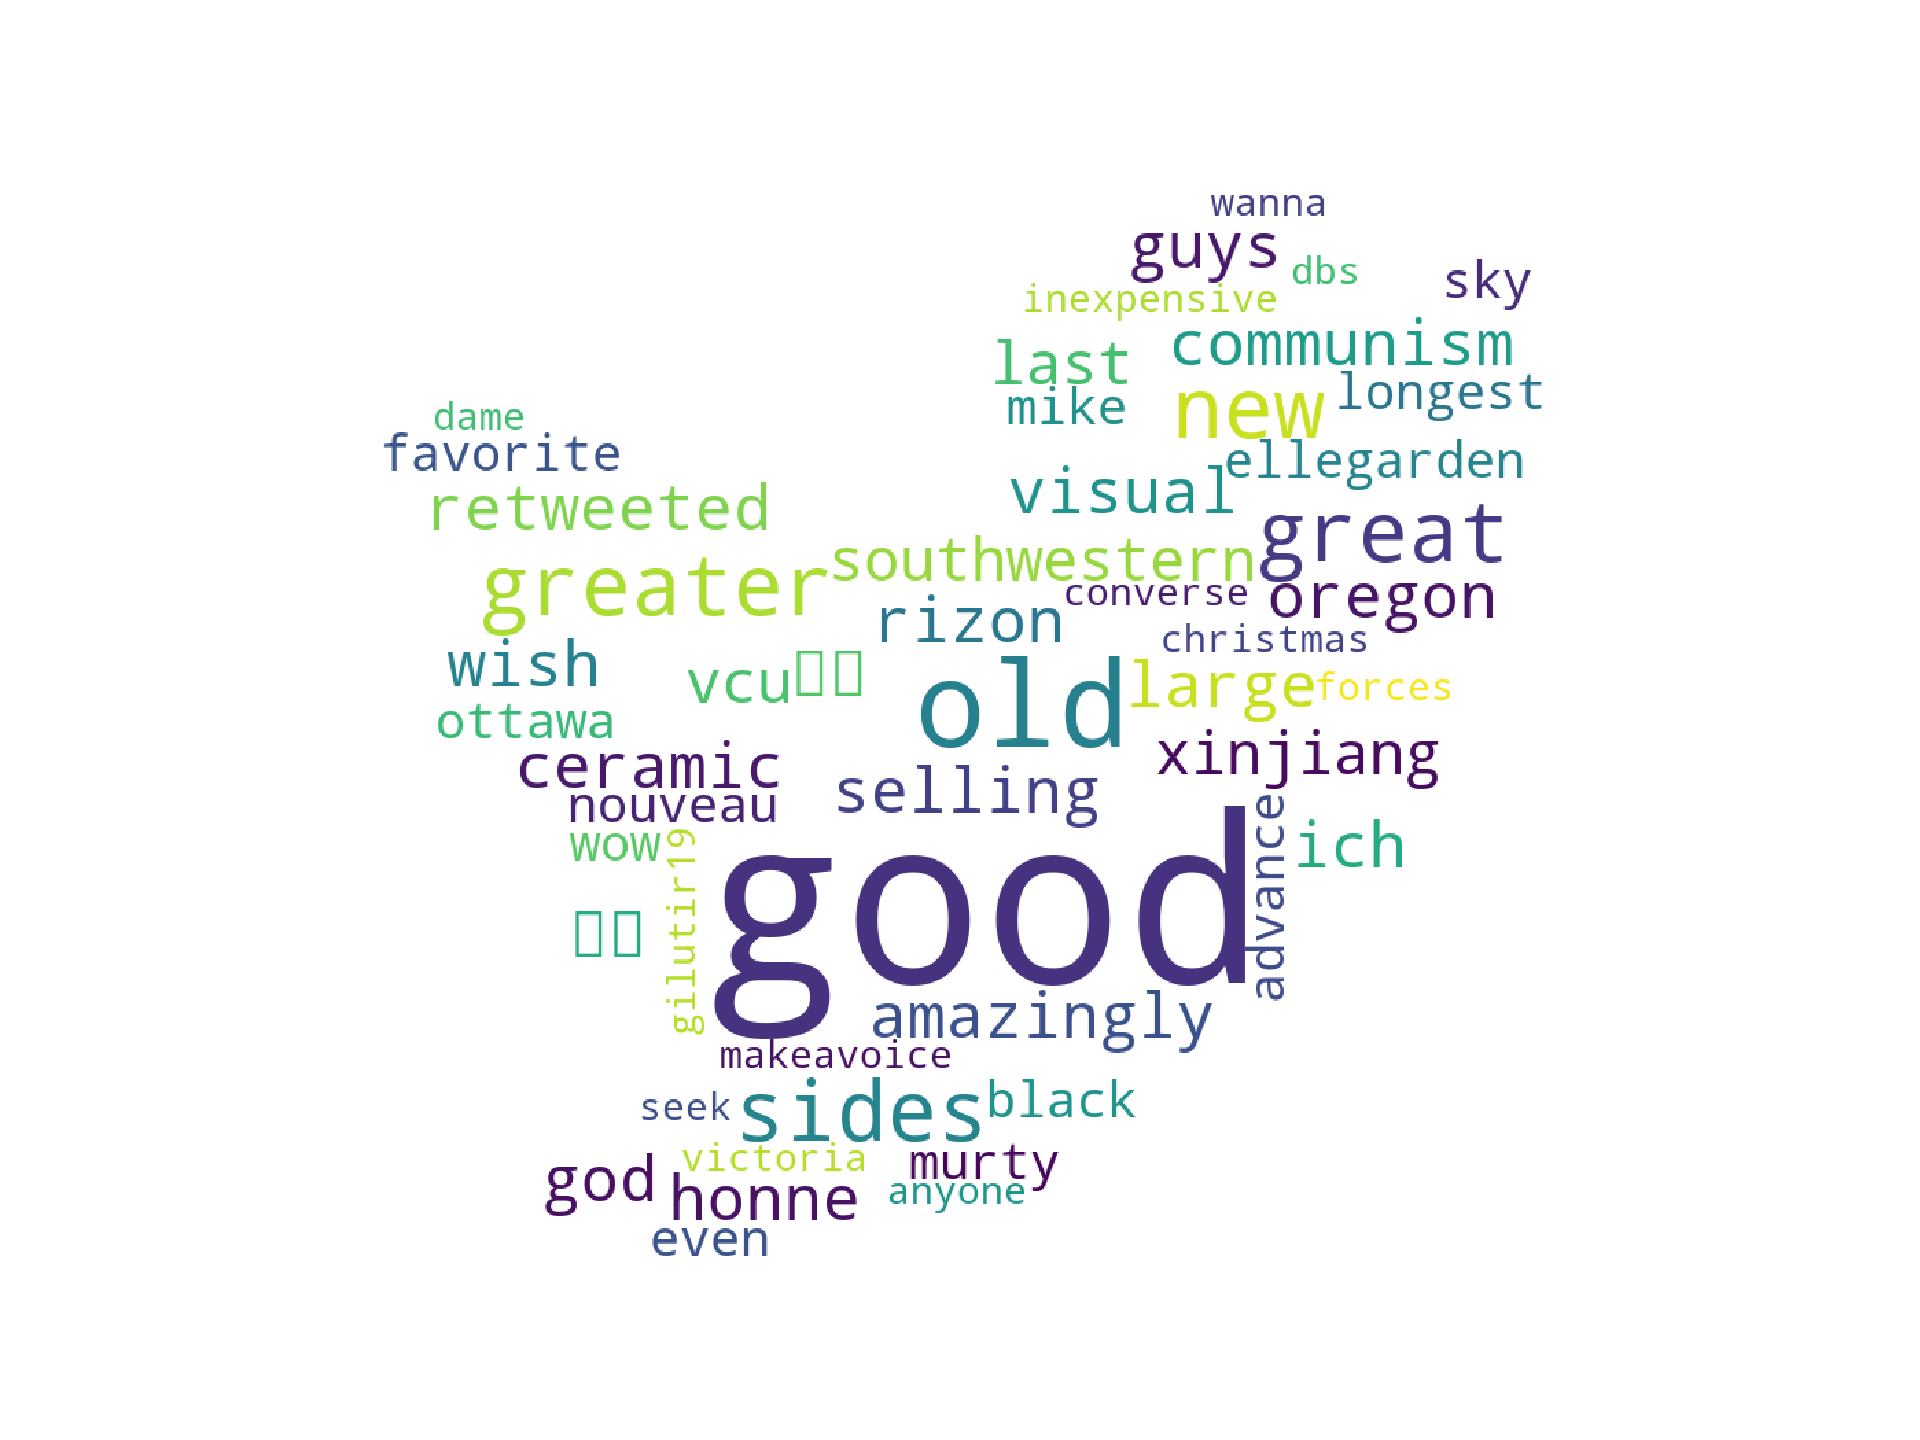 wanna
guys
dbs
sky
inexpensive
communism
last
longest
mike
new
dame
favorite
ellegarden
visual
retweeted
great
southwestern
greater
converse
oregon
rizon
christmas
wish
vcu
old
large
forces
ottawa
xinjiang
ceramic
selling
nouveau
wow
gilutir19
good
advance
ich
amazingly
makeavoice
seek
sides
black
victoria
murty
god
honne
anyone
even